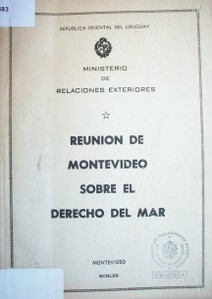 683
REPUBLICA ORIENTAL DEL URUGUAY
MINISTERIO
DE
RELACIONES EXTERIORES
REUNION DE
MONTEVIDEO
SOBRE EL
DERECHO DEL MAR
BIBLIOTECA
MONTEVIDEO
MCMLXX